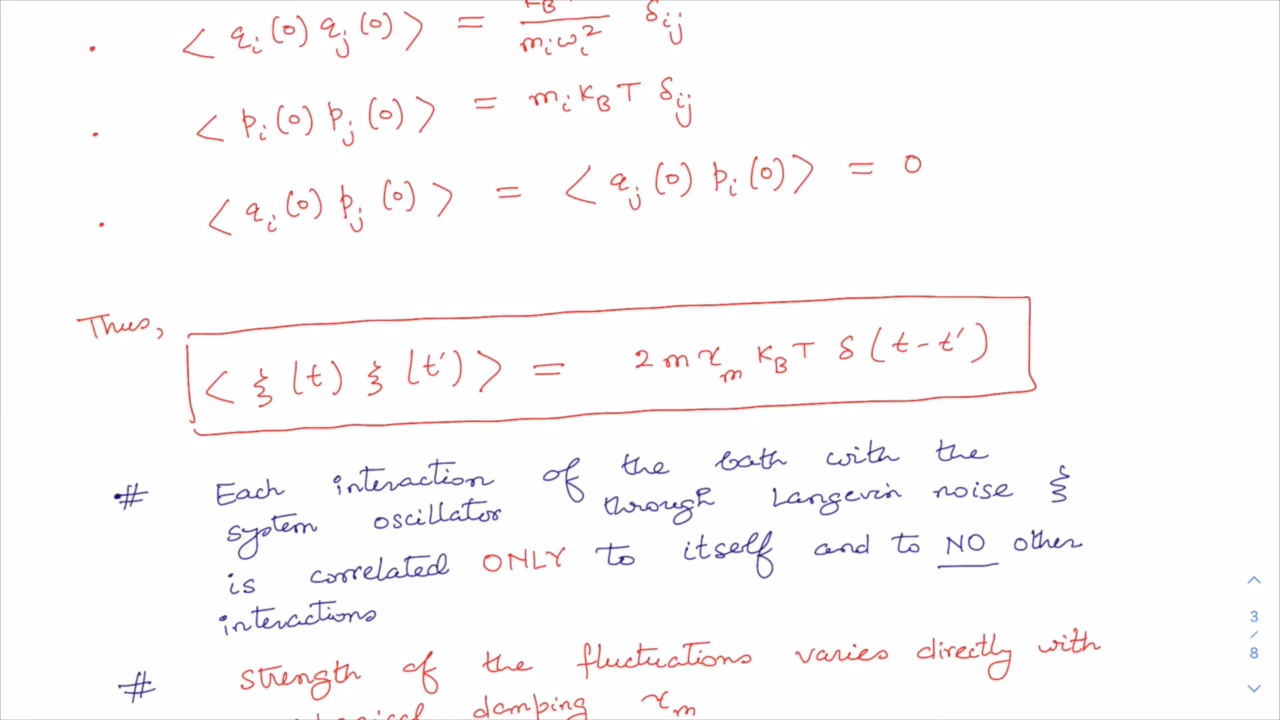 . < q_i(0) q_j(0) > = k_B / m_i ω_i² δ_ij
. < p_i(0) p_j(0) > = m_i k_B T δ_ij
. < q_i(0) p_j(0) > = < q_j(0) p_i(0) > = 0
Thus,
< ξ(t) ξ(t') > = 2 m γ_m k_B T δ(t-t')
# Each interaction of the bath with the
system oscillator through Langevin noise ξ
is correlated ONLY to itself and to NO other
interactions
# strength of the fluctuations varies directly with
damping γ_m
3
/
8